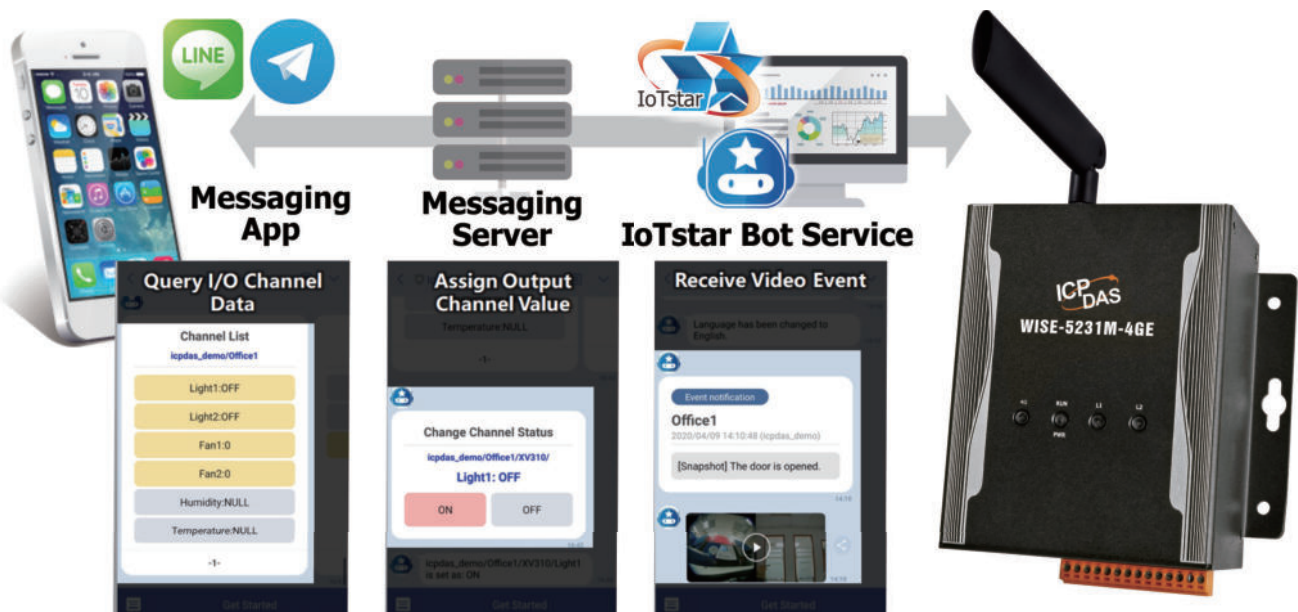 LINE
IoTstar
Messaging
App
Messaging
Server
IoTstar Bot Service
Query I/O Channel
Data
Channel List
icpdas_demo/Office1
Light1:OFF
Light2:OFF
Fan1:0
Fan2:0
Humidity:NULL
Temperature:NULL
-1-
Assign Output
Channel Value
Temperature:NULL
-1-
Change Channel Status
icpdas_demo/Office1/XV310/
Light1: OFF
ON
OFF
icpdas_demo/Office1/XV310/Light1
is set as: ON
Get Started
Receive Video Event
Language has been changed to
English.
Event notification
Office1
2020/04/09 14:10:48 (icpdas_demo)
[Snapshot] The door is opened.
14:10
14:10
Get Started
ICP
DAS
WISE-5231M-4GE
RUN
L1
L2
PWR